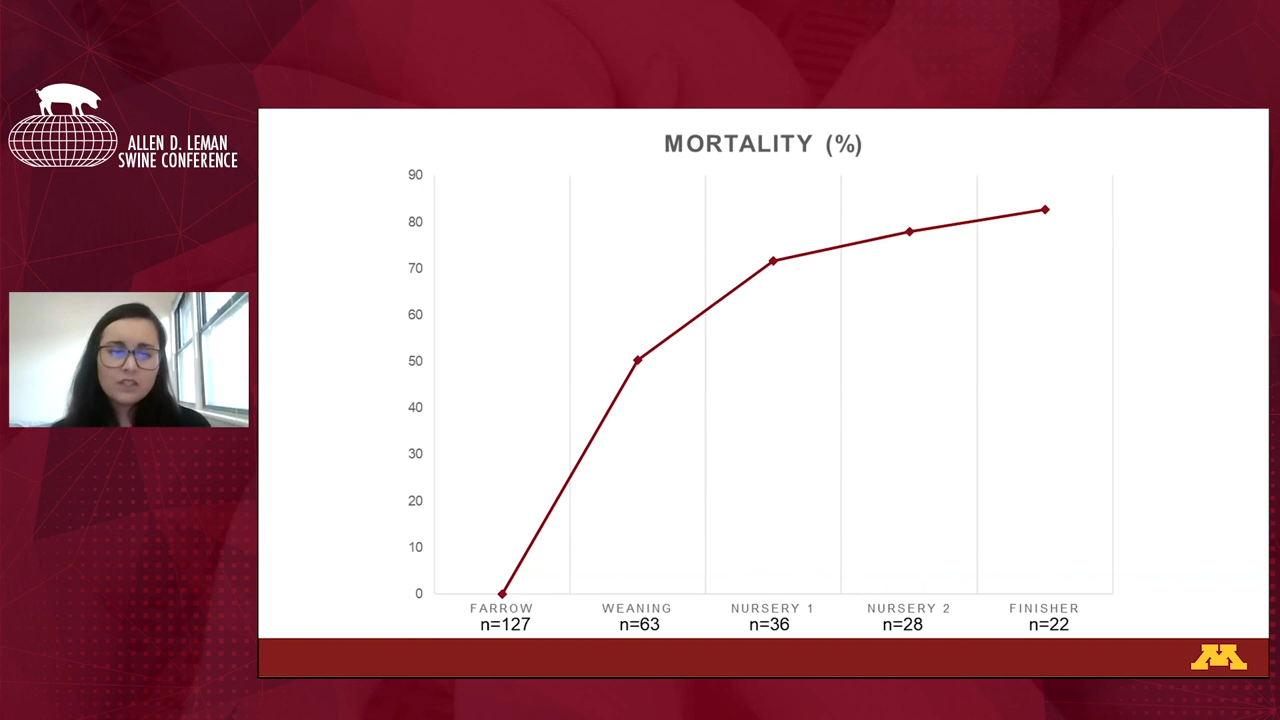 ALLEN D. LEMAN
SWINE CONFERENCE
MORTALITY (%)
90
80
70
60
50
40
30
20
10
0
FARROW WEANING NURSERY 1 NURSERY 2 FINISHER
n=127 n=63 n=36 n=28 n=22
M